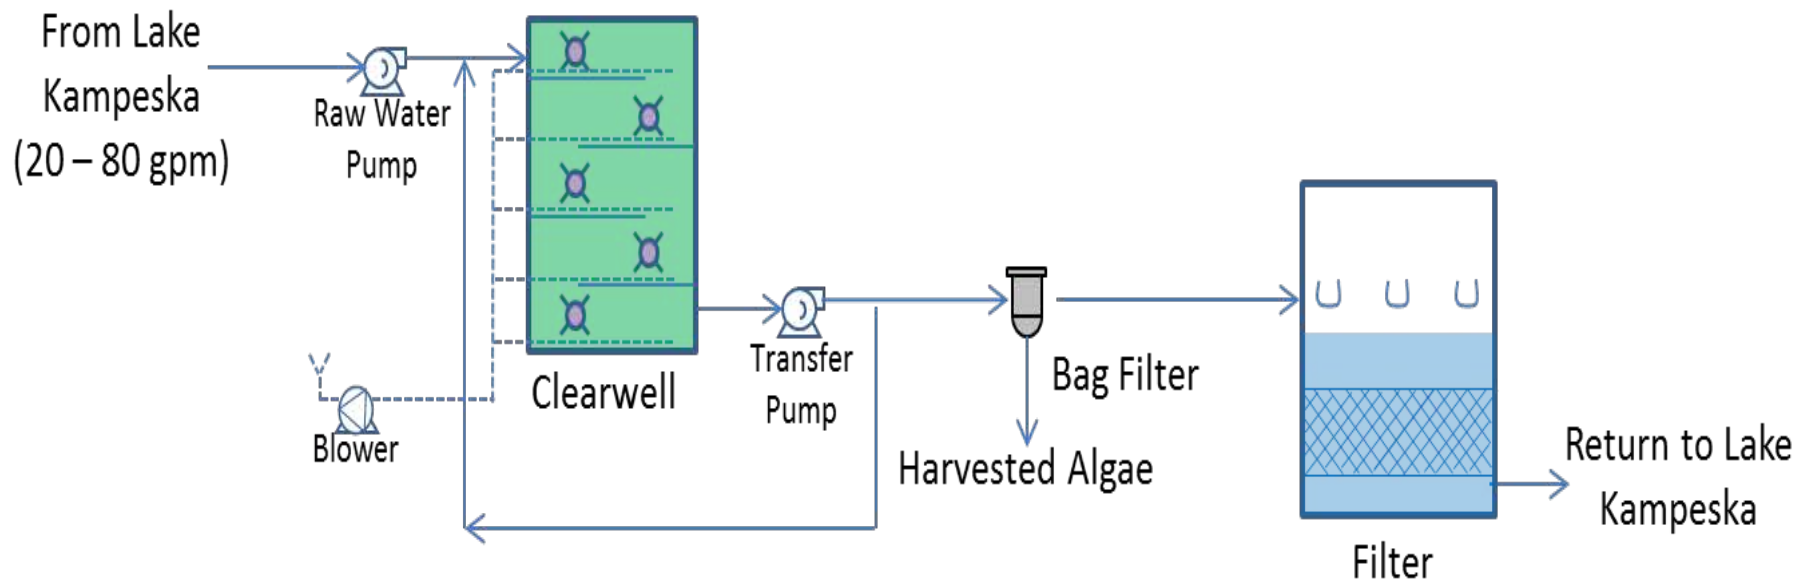 From Lake
Kampeska
(20 – 80 gpm)
Raw Water
Pump
Clearwell
Blower
Transfer
Pump
Bag Filter
Harvested Algae
Return to Lake
Kampeska
Filter